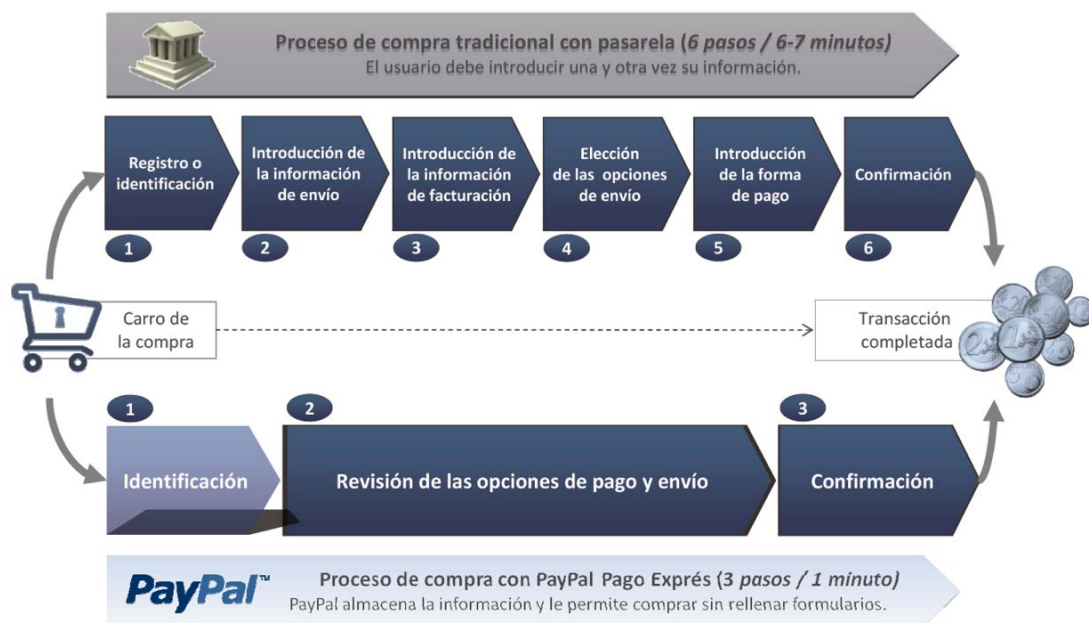 Proceso de compra tradicional con pasarela (6 pasos / 6-7 minutos)
El usuario debe introducir una y otra vez su información.
Registro o
identificación
Introducción de
la información
de envío
Introducción de
la información
de facturación
Elección
de las opciones
de envío
Introducción
de la forma
de pago
Confirmación
1
2
3
4
5
6
Carro de
la compra
Transacción
completada
1
2
3
Identificación
Revisión de las opciones de pago y envío
Confirmación
PayPal™
Proceso de compra con PayPal Pago Exprés (3 pasos / 1 minuto)
PayPal almacena la información y le permite comprar sin rellenar formularios.